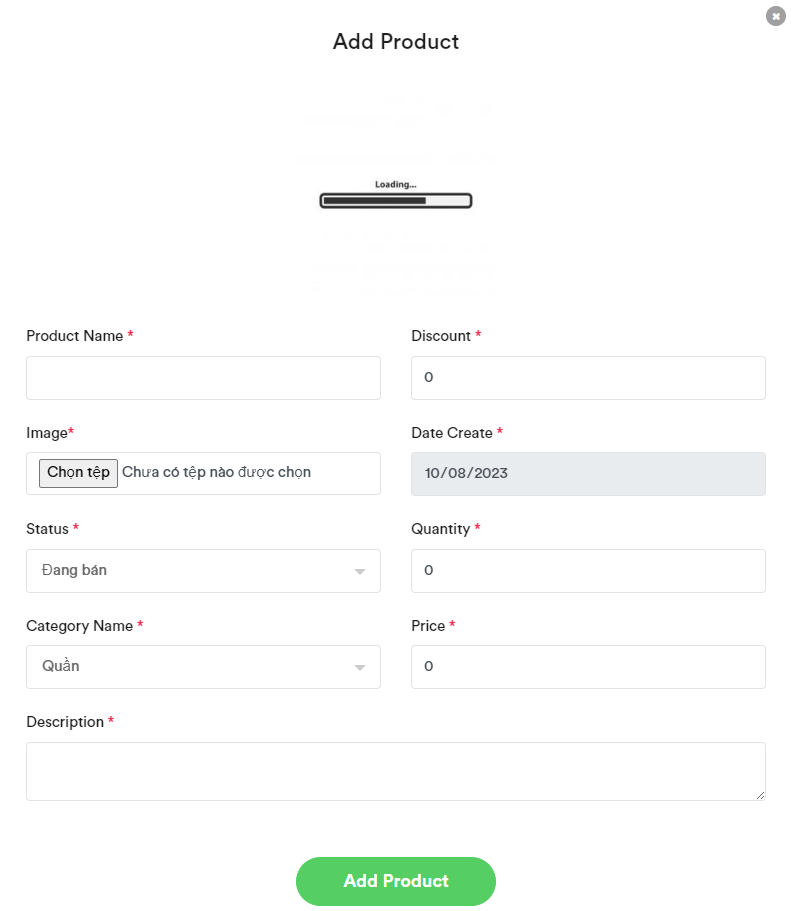 Add Product
Loading...
Product Name *
Discount *
0
Image*
Date Create *
Chọn tệp Chưa có tệp nào được chọn
10/08/2023
Status *
Quantity *
Đang bán
0
Category Name *
Price *
Quần
0
Description *
Add Product